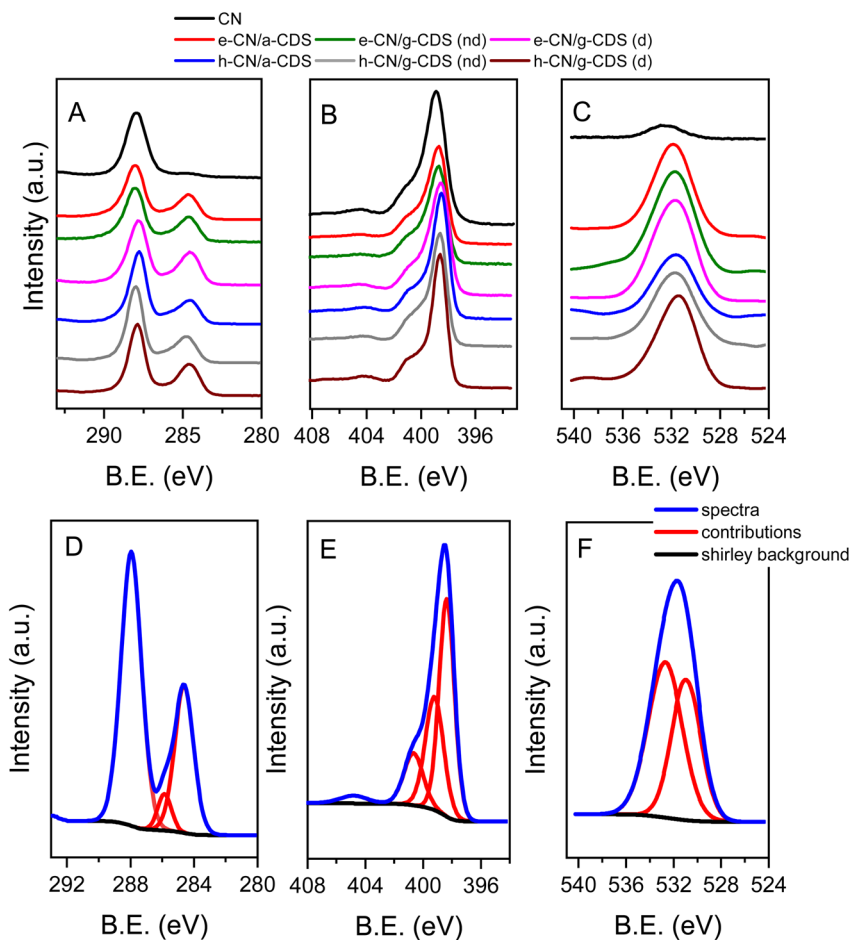 CN
e-CN/a-CDS e-CN/g-CDS (nd) e-CN/g-CDS (d)
h-CN/a-CDS h-CN/g-CDS (nd) h-CN/g-CDS (d)
A B C
Intensity (a.u.)
290 285 280 408 404 400 396 540 536 532 528 524
B.E. (eV) B.E. (eV) B.E. (eV)
spectra
contributions
shirley background
D E F
Intensity (a.u.) Intensity (a.u.) Intensity (a.u.)
292 288 284 280 408 404 400 396 540 536 532 528 524
B.E. (eV) B.E. (eV) B.E. (eV)